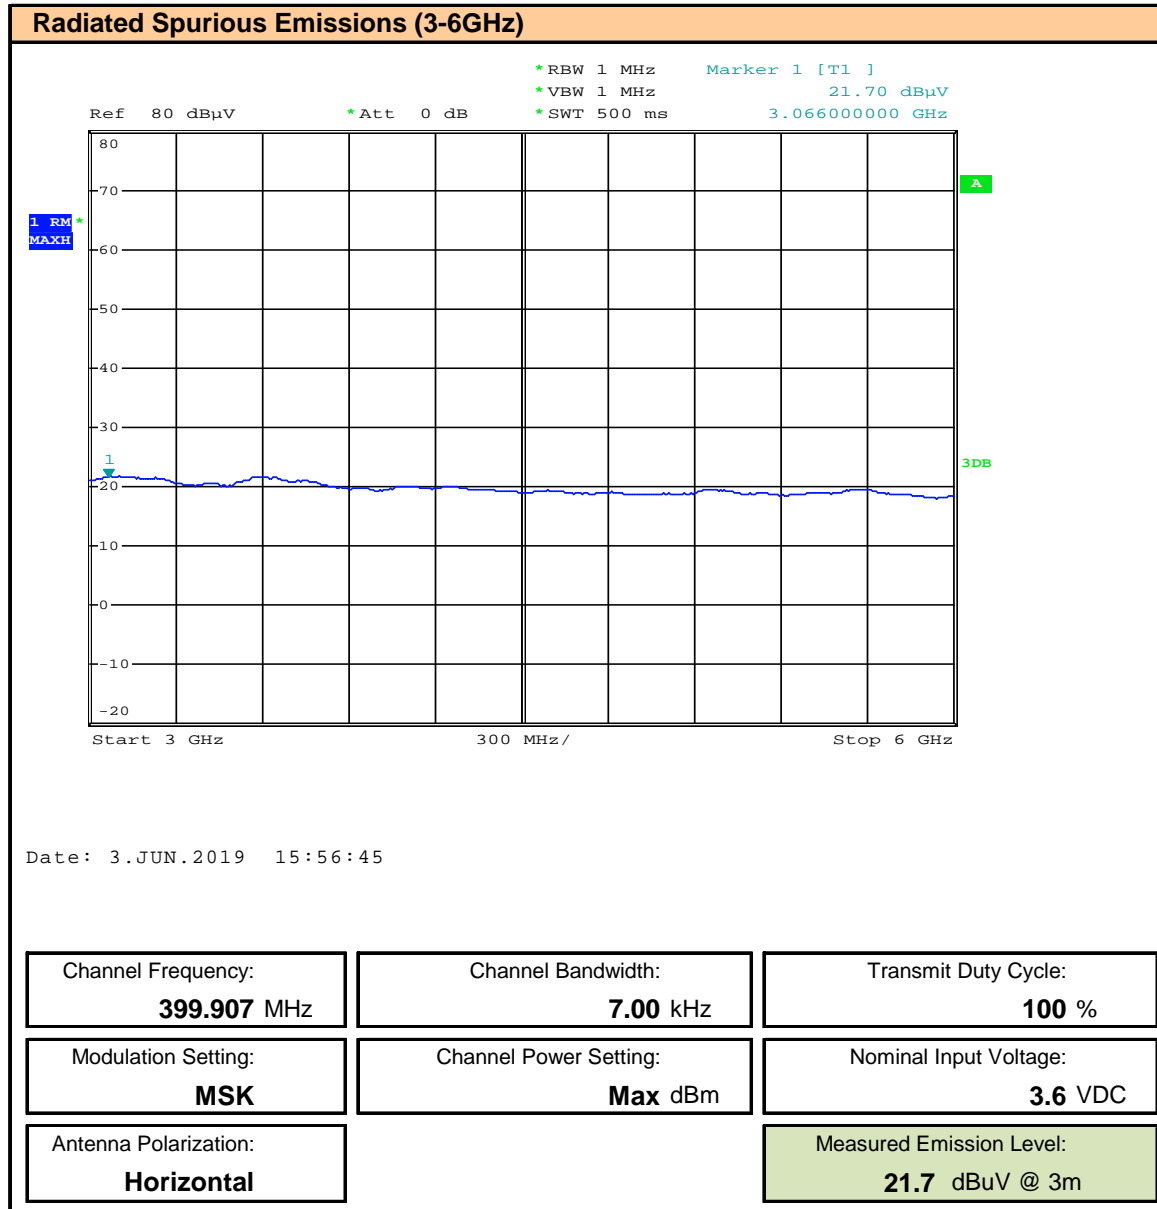 Radiated Spurious Emissions (3-6GHz)
*RBW 1 MHz Marker 1 [T1 ]
*VBW 1 MHz 21.70 dBµV
Ref 80 dBµV *Att 0 dB *SWT 500 ms 3.066000000 GHz
80
70
A
1 RM *
MAXH
60
50
40
30
1
3DB
20
10
0
-10
-20
Start 3 GHz 300 MHz/ Stop 6 GHz
Date: 3.JUN.2019 15:56:45
Channel Frequency: Channel Bandwidth: Transmit Duty Cycle:
399.907 MHz 7.00 kHz 100 %
Modulation Setting: Channel Power Setting: Nominal Input Voltage:
MSK Max dBm 3.6 VDC
Antenna Polarization: Measured Emission Level:
Horizontal 21.7 dBuV @ 3m